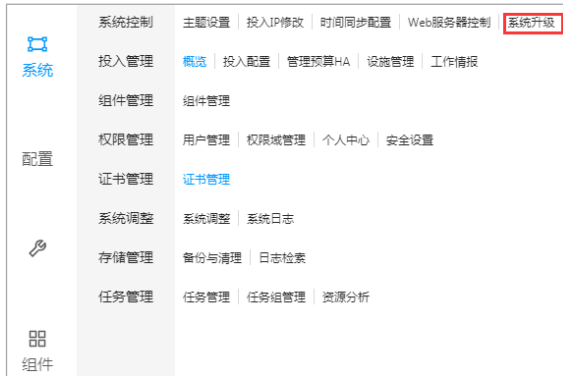 系统控制 主题设置 投入IP修改 时间同步配置 Web服务器控制 系统升级
系统
投入管理 概览 投入配置 管理预算HA 设施管理 工作情报
组件管理 组件管理
权限管理 用户管理 权限域管理 个人中心 安全设置
配置
证书管理 证书管理
系统调整 系统调整 系统日志
存储管理 备份与清理 日志检索
任务管理 任务管理 任务组管理 资源分析
组件